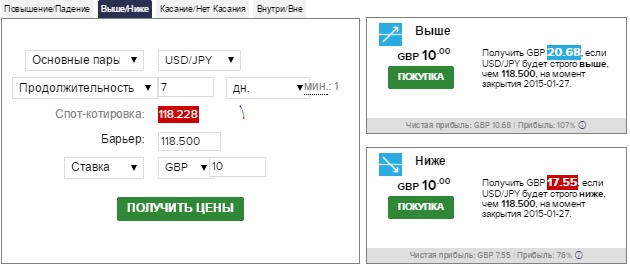 Повышение/Падение Выше/Ниже Касание/Нет Касания Внутри/Вне
Основные пары USD/JPY
Продолжительность 7 дн. мин.: 1
Спот-котировка: 118.228
Барьер: 118.500
Ставка GBP 10
ПОЛУЧИТЬ ЦЕНЫ
Выше
GBP 10.00
ПОКУПКА
Получить GBP 20.68, если
USD/JPY будет строго выше,
чем 118.500, на момент
закрытия 2015-01-27.
Чистая прибыль: GBP 10.68 | Прибыль: 107%
Ниже
GBP 10.00
ПОКУПКА
Получить GBP 17.55, если
USD/JPY будет строго ниже,
чем 118.500, на момент
закрытия 2015-01-27.
Чистая прибыль: GBP 7.55 | Прибыль: 76%